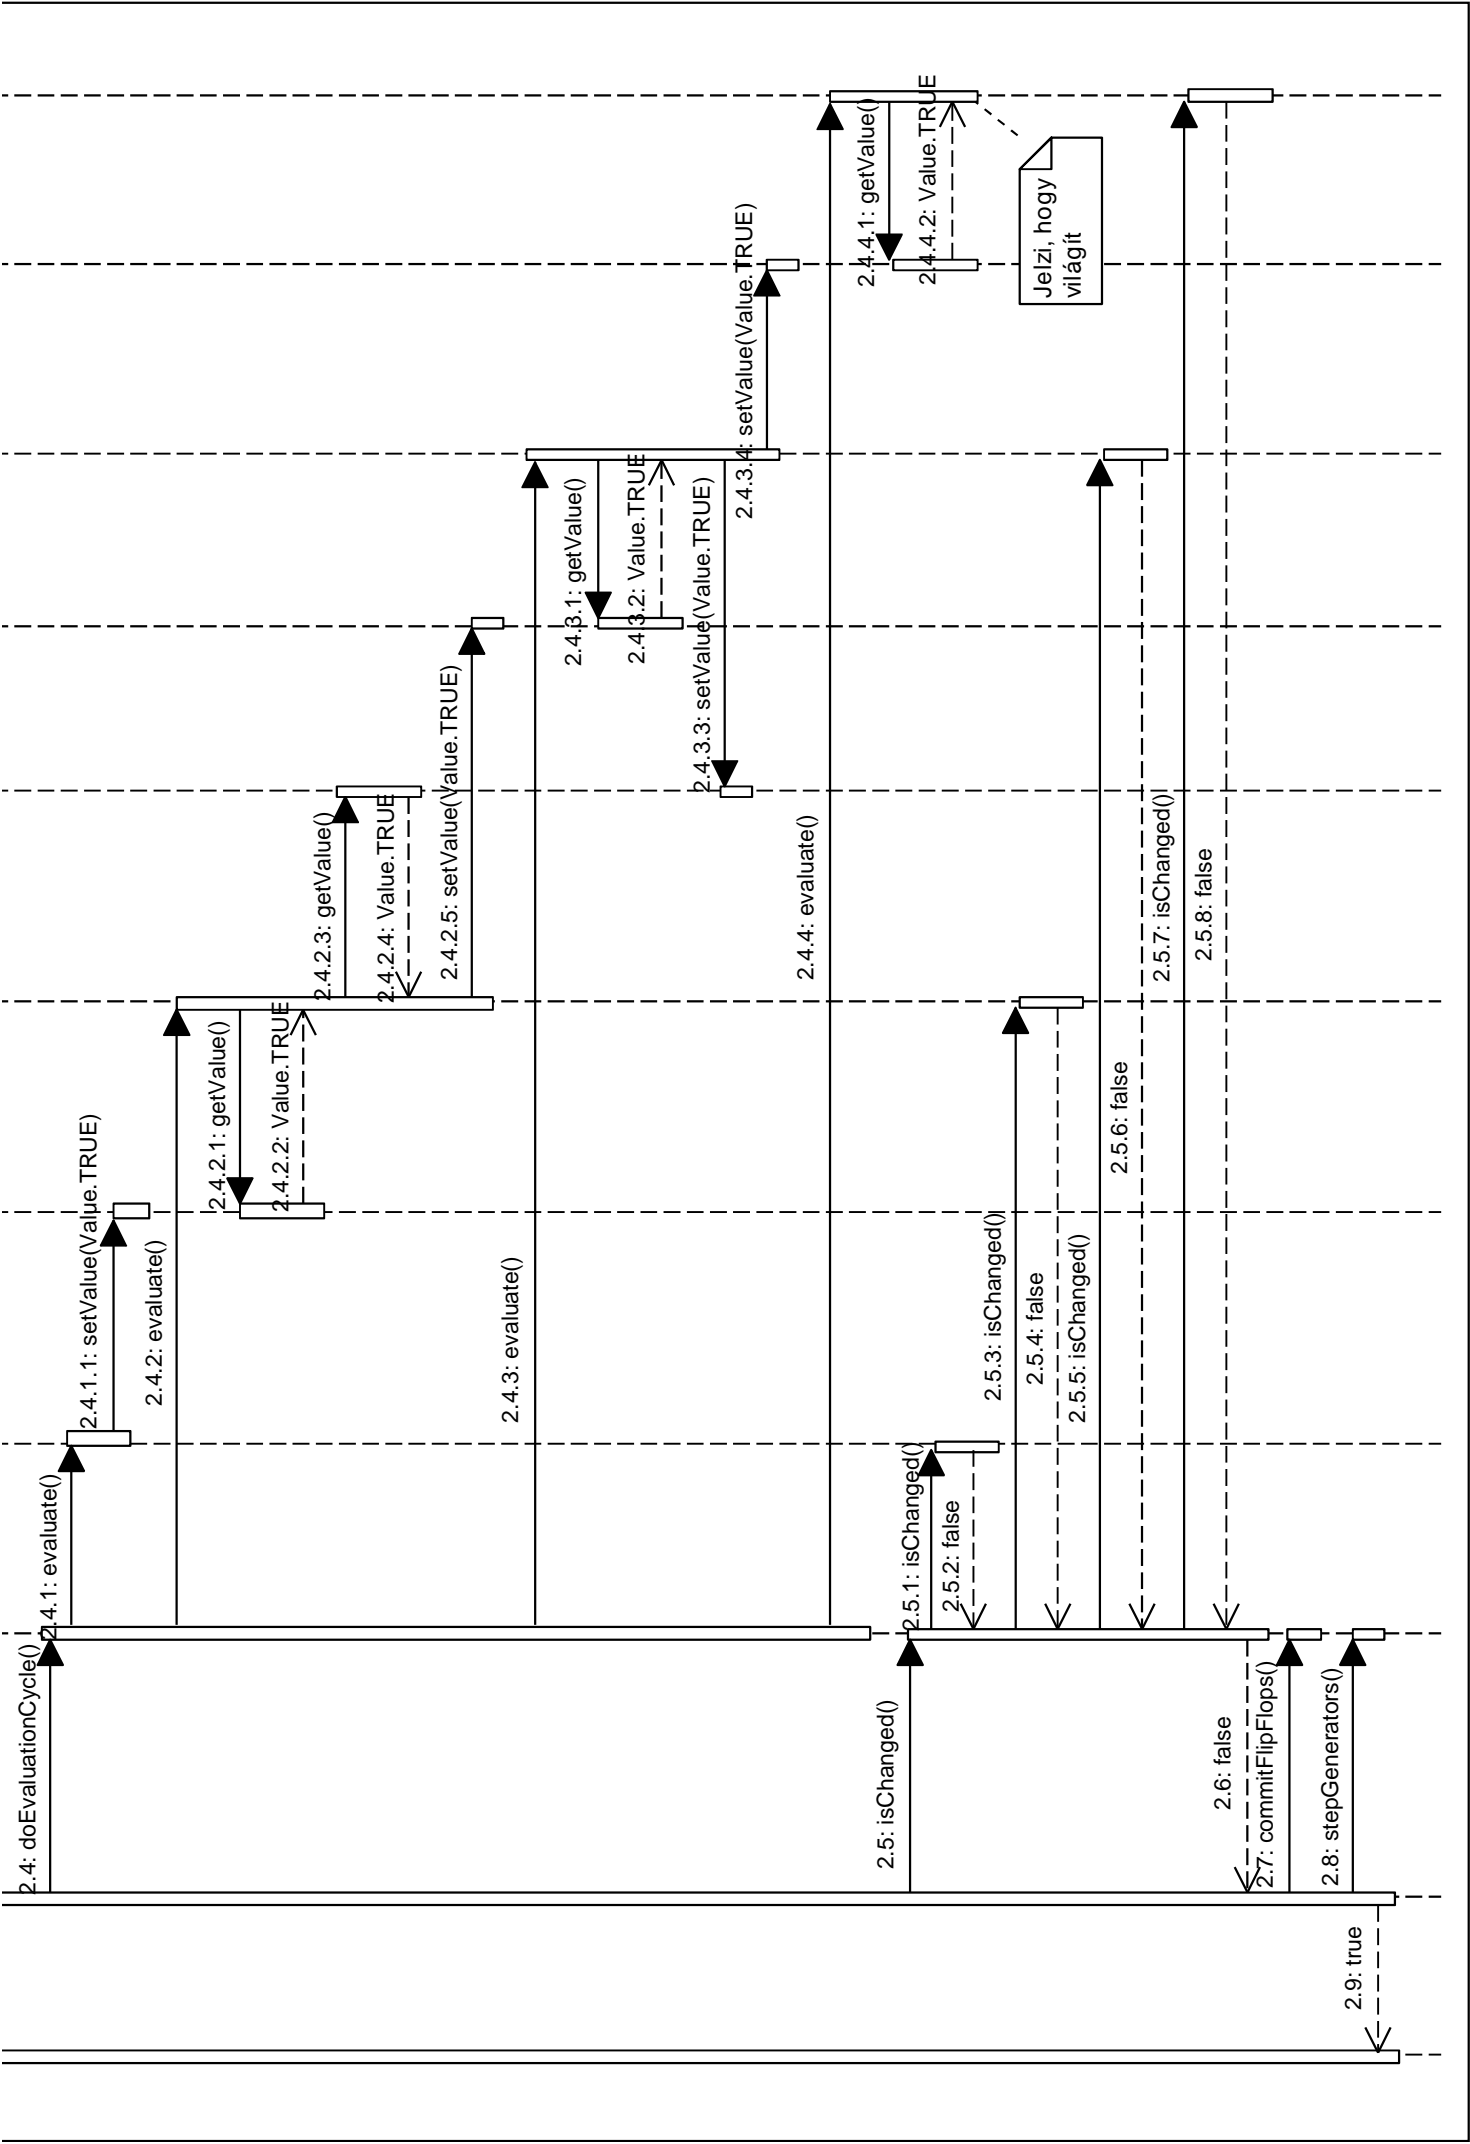 2.4: doEvaluationCycle()
2.4.1: evaluate()
2.4.1.1: setValue(Value.TRUE)
2.4.2: evaluate()
2.4.2.1: getValue()
2.4.2.2: Value.TRUE
2.4.2.3: getValue()
2.4.2.4: Value.TRUE
2.4.2.5: setValue(Value.TRUE)
2.4.3: evaluate()
2.4.3.1: getValue()
2.4.3.2: Value.TRUE
2.4.3.3: setValue(Value.TRUE)
2.4.3.4: setValue(Value.TRUE)
2.4.4: evaluate()
2.4.4.1: getValue()
2.4.4.2: Value.TRUE
Jelzi, hogy
világít
2.5: isChanged()
2.5.1: isChanged()
2.5.2: false
2.5.3: isChanged()
2.5.4: false
2.5.5: isChanged()
2.5.6: false
2.5.7: isChanged()
2.5.8: false
2.6: false
2.7: commitFlipFlops()
2.8: stepGenerators()
2.9: true